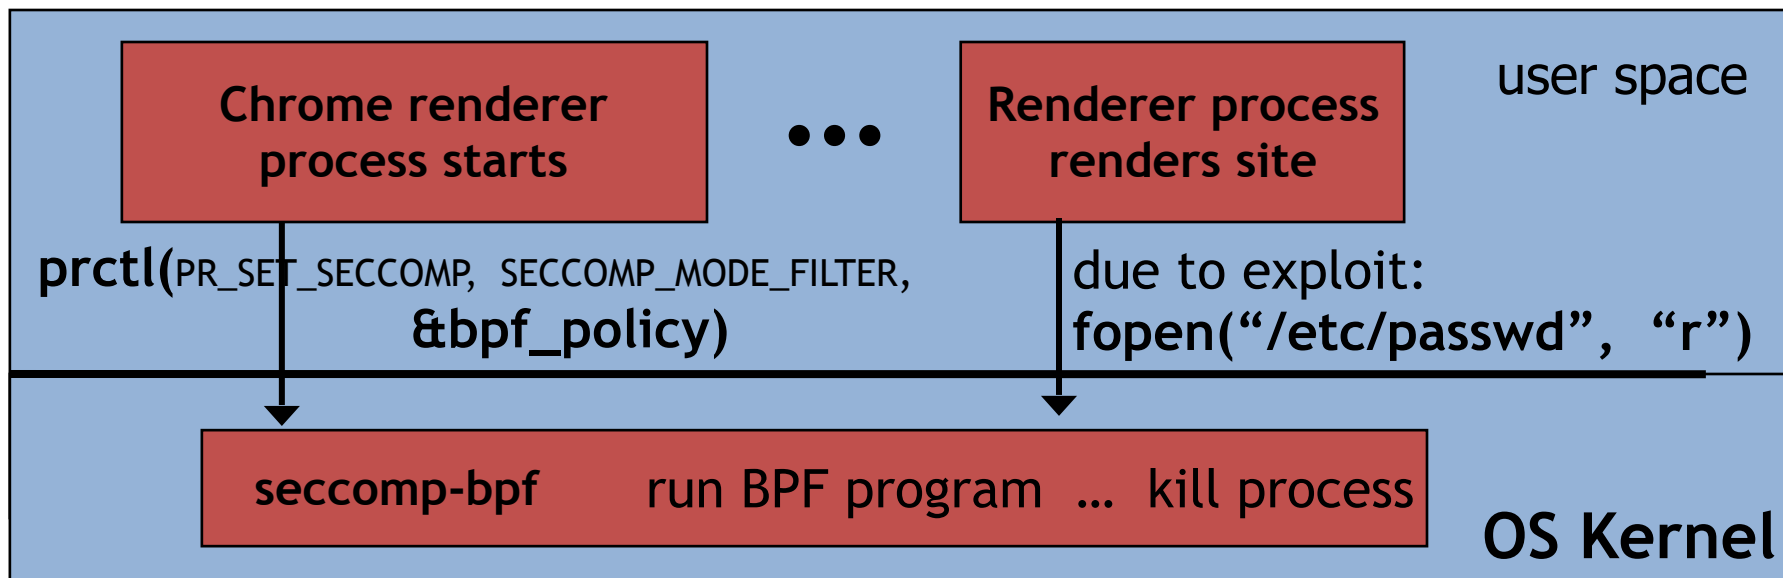 Chrome renderer
process starts
•••
Renderer process
renders site
user space
prctl(PR_SET_SECCOMP, SECCOMP_MODE_FILTER,
&bpf_policy)
due to exploit:
fopen(“/etc/passwd”, “r”)
seccomp-bpf run BPF program … kill process
OS Kernel